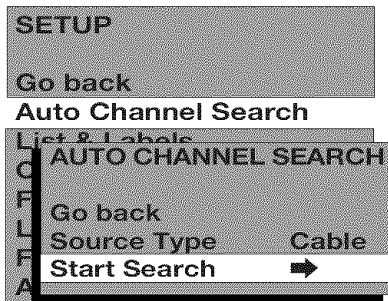 SETUP
Go back
Auto Channel Search
List & Labels
AUTO CHANNEL SEARCH
Go back
Source Type Cable
Start Search